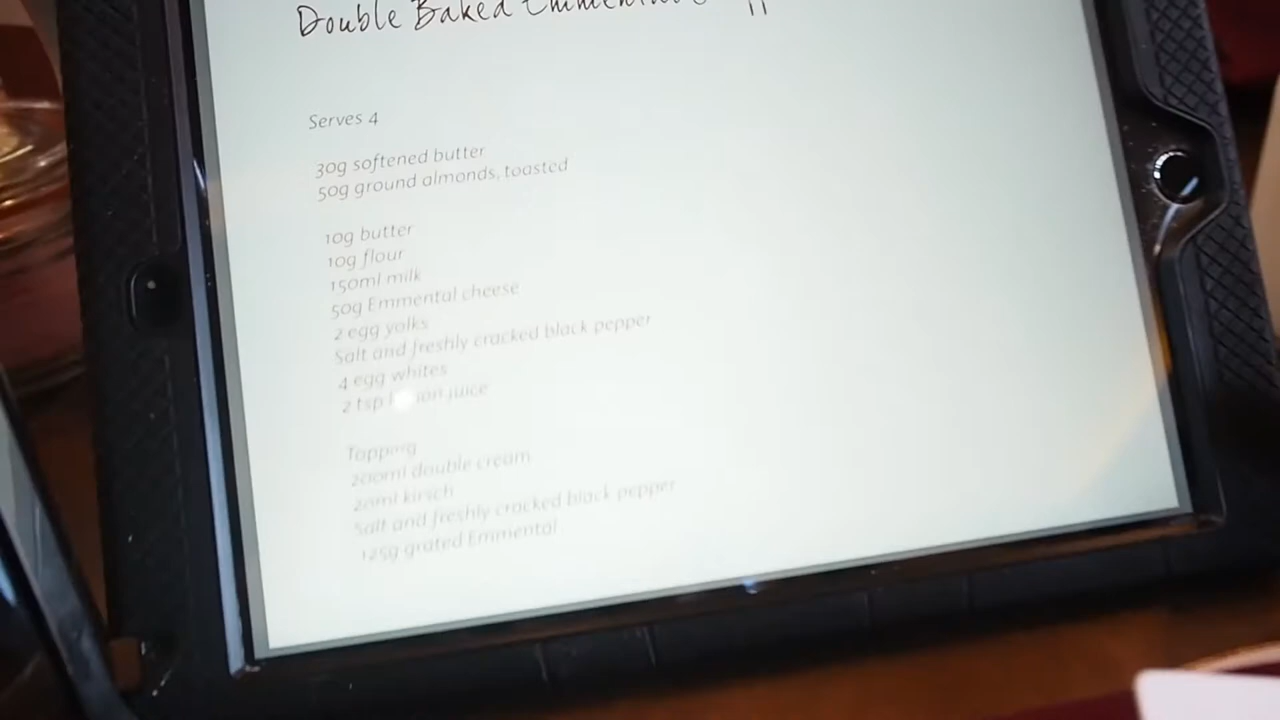 Double Baked Emmental
Serves 4
30g softened butter
50g ground almonds, toasted
10g butter
10g flour
150ml milk
50g Emmental cheese
2 egg yolks
Salt and freshly cracked black pepper
4 egg whites
2 tsp juice
Topping
200ml double cream
20ml kirsch
Salt and freshly cracked black pepper
125g grated Emmental